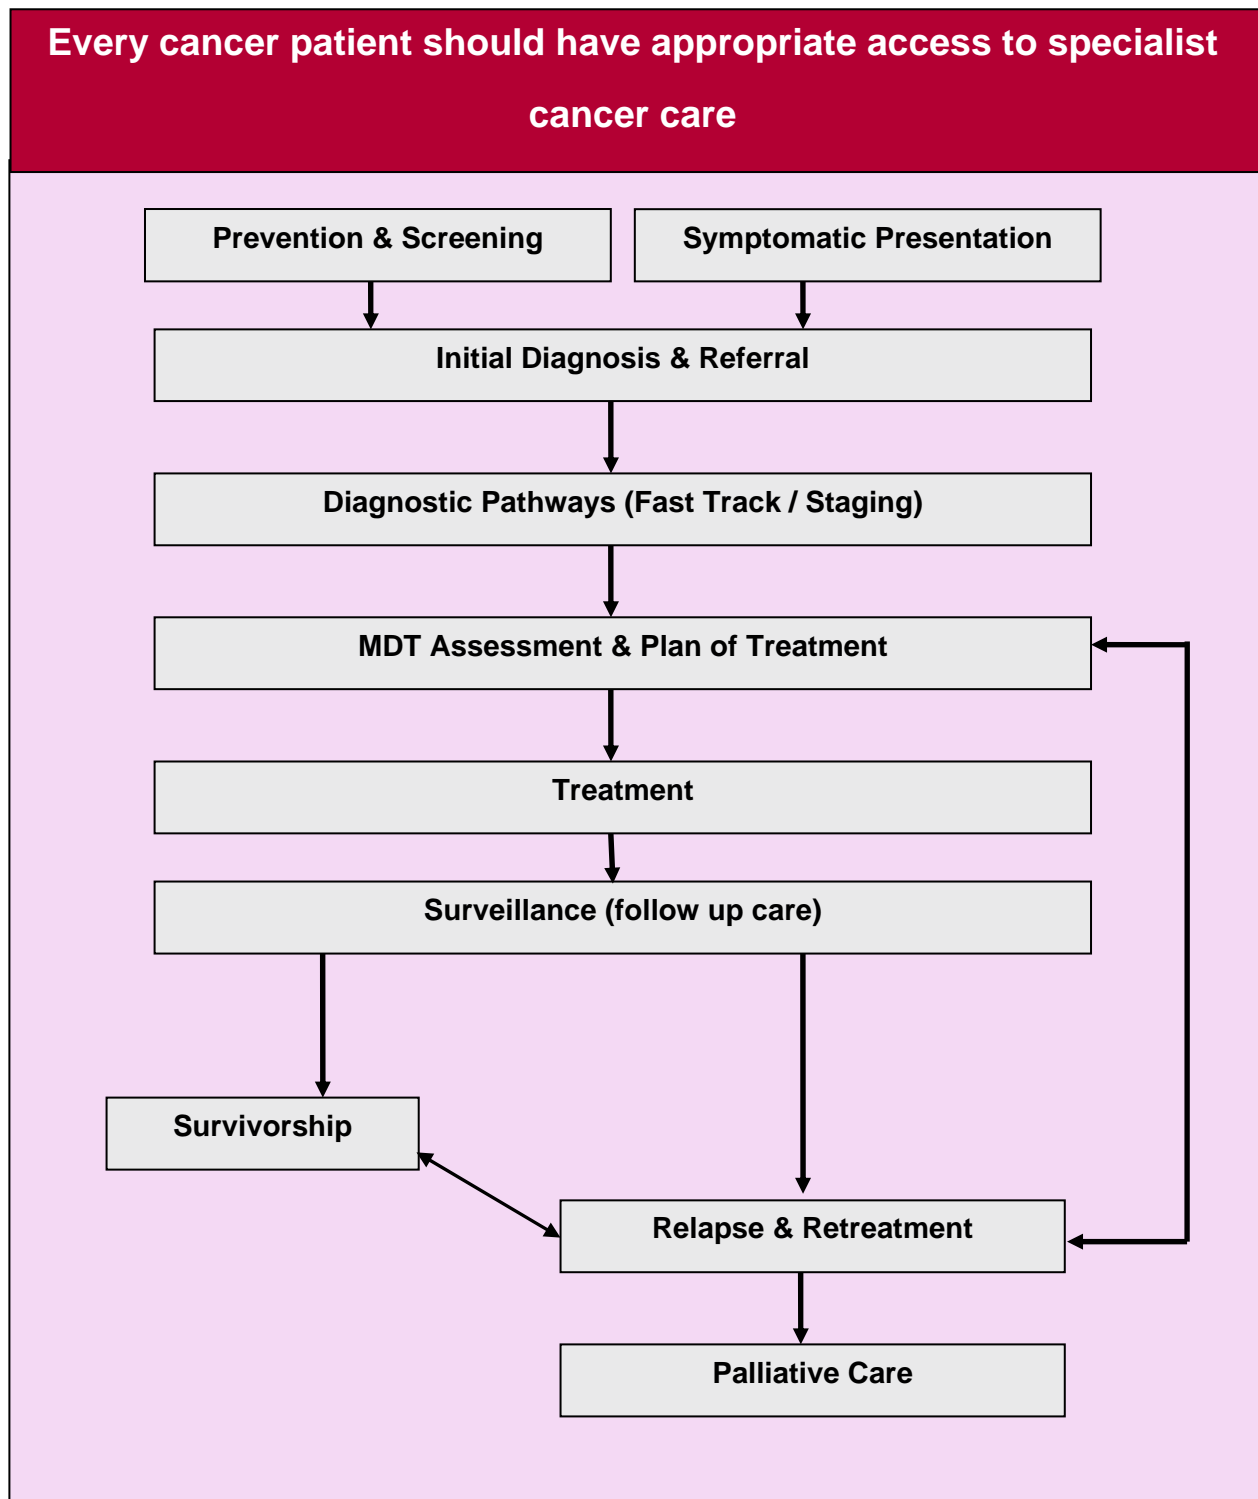 Every cancer patient should have appropriate access to specialist
cancer care
Prevention & Screening
Symptomatic Presentation
Initial Diagnosis & Referral
Diagnostic Pathways (Fast Track / Staging)
MDT Assessment & Plan of Treatment
Treatment
Surveillance (follow up care)
Survivorship
Relapse & Retreatment
Palliative Care